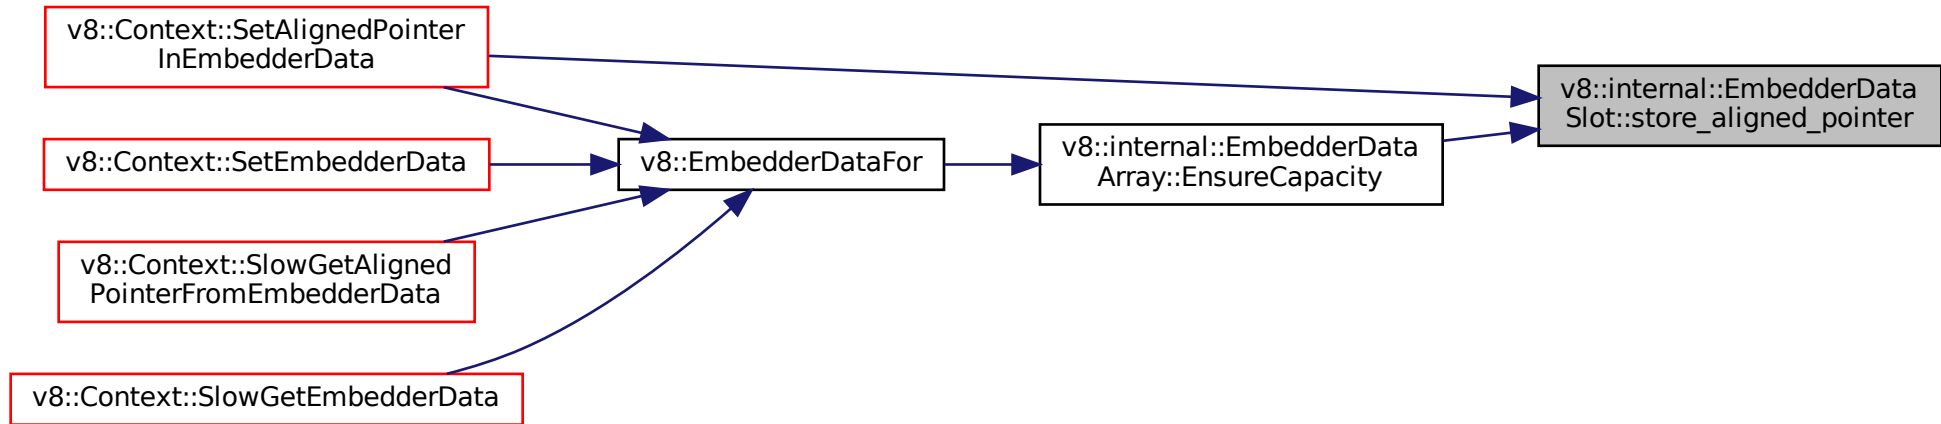 v8::Context::SetAlignedPointer
InEmbedderData
v8::Context::SetEmbedderData
v8::Context::SlowGetAligned
PointerFromEmbedderData
v8::Context::SlowGetEmbedderData
v8::EmbedderDataFor
v8::internal::EmbedderData
Array::EnsureCapacity
v8::internal::EmbedderData
Slot::store_aligned_pointer